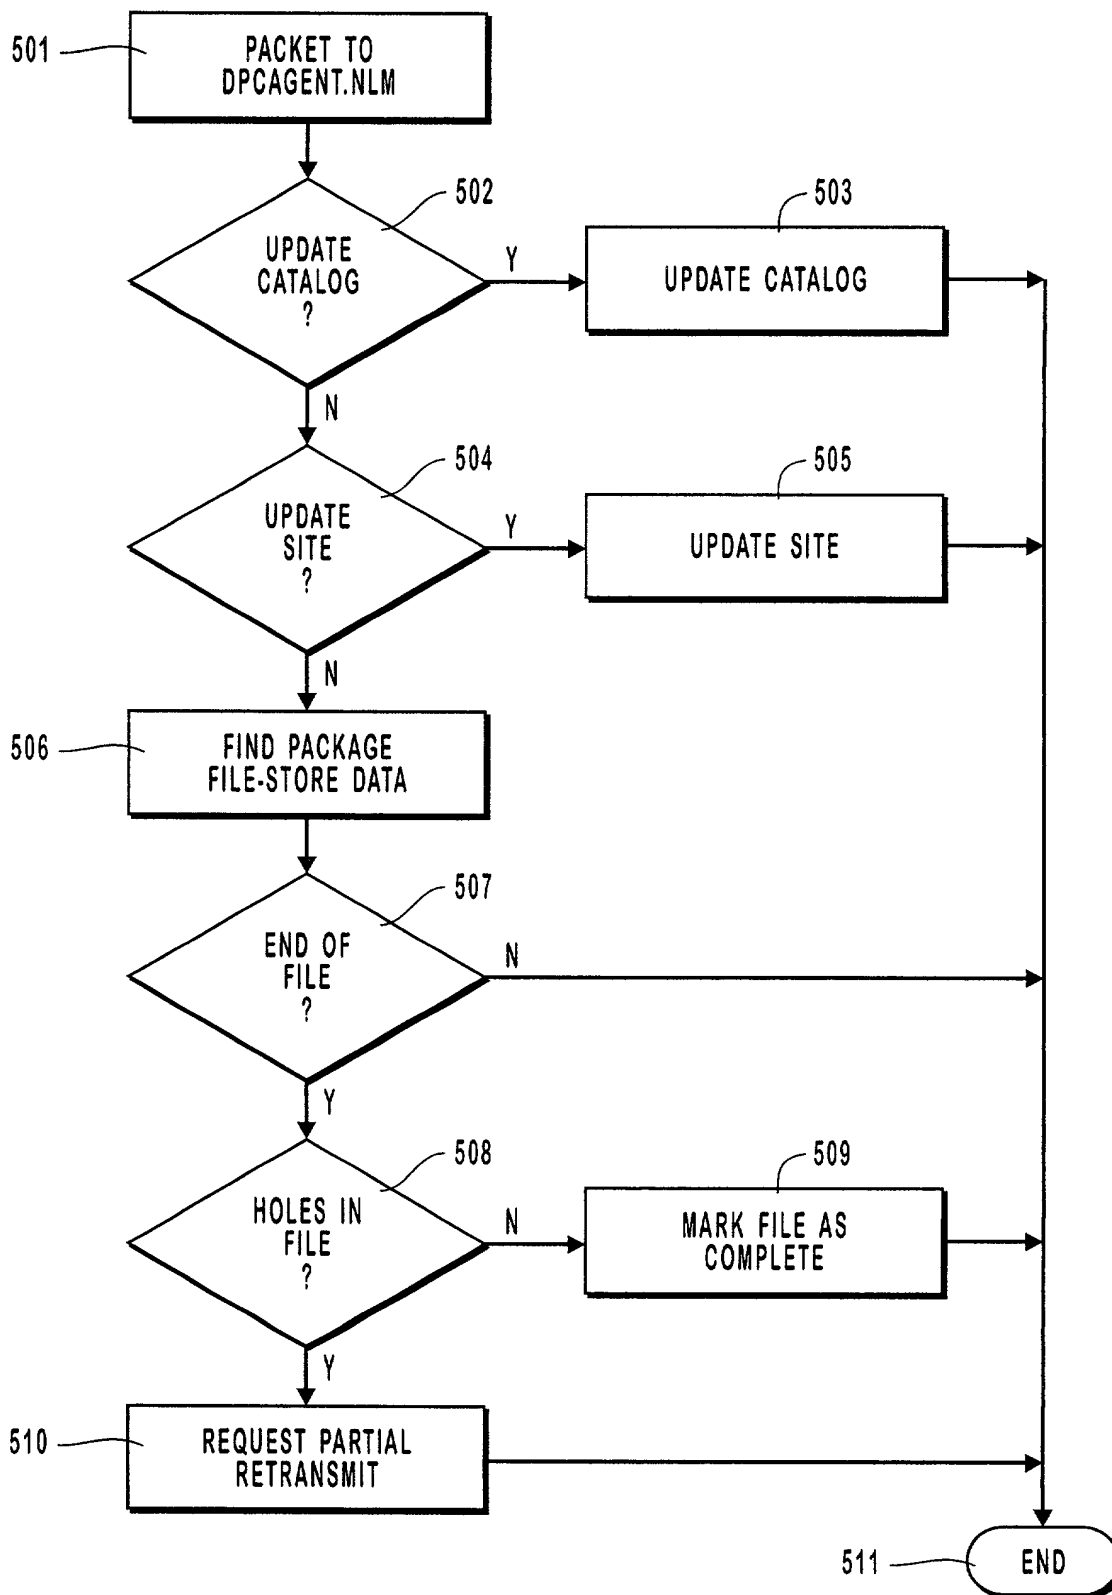 501
PACKET TO
DPCAGENT.NLM
502
UPDATE
CATALOG
?
Y
503
UPDATE CATALOG
N
504
UPDATE
SITE
?
Y
505
UPDATE SITE
N
506
FIND PACKAGE
FILE-STORE DATA
507
END OF
FILE
?
N
Y
508
HOLES IN
FILE
?
N
509
MARK FILE AS
COMPLETE
Y
510
REQUEST PARTIAL
RETRANSMIT
511
END